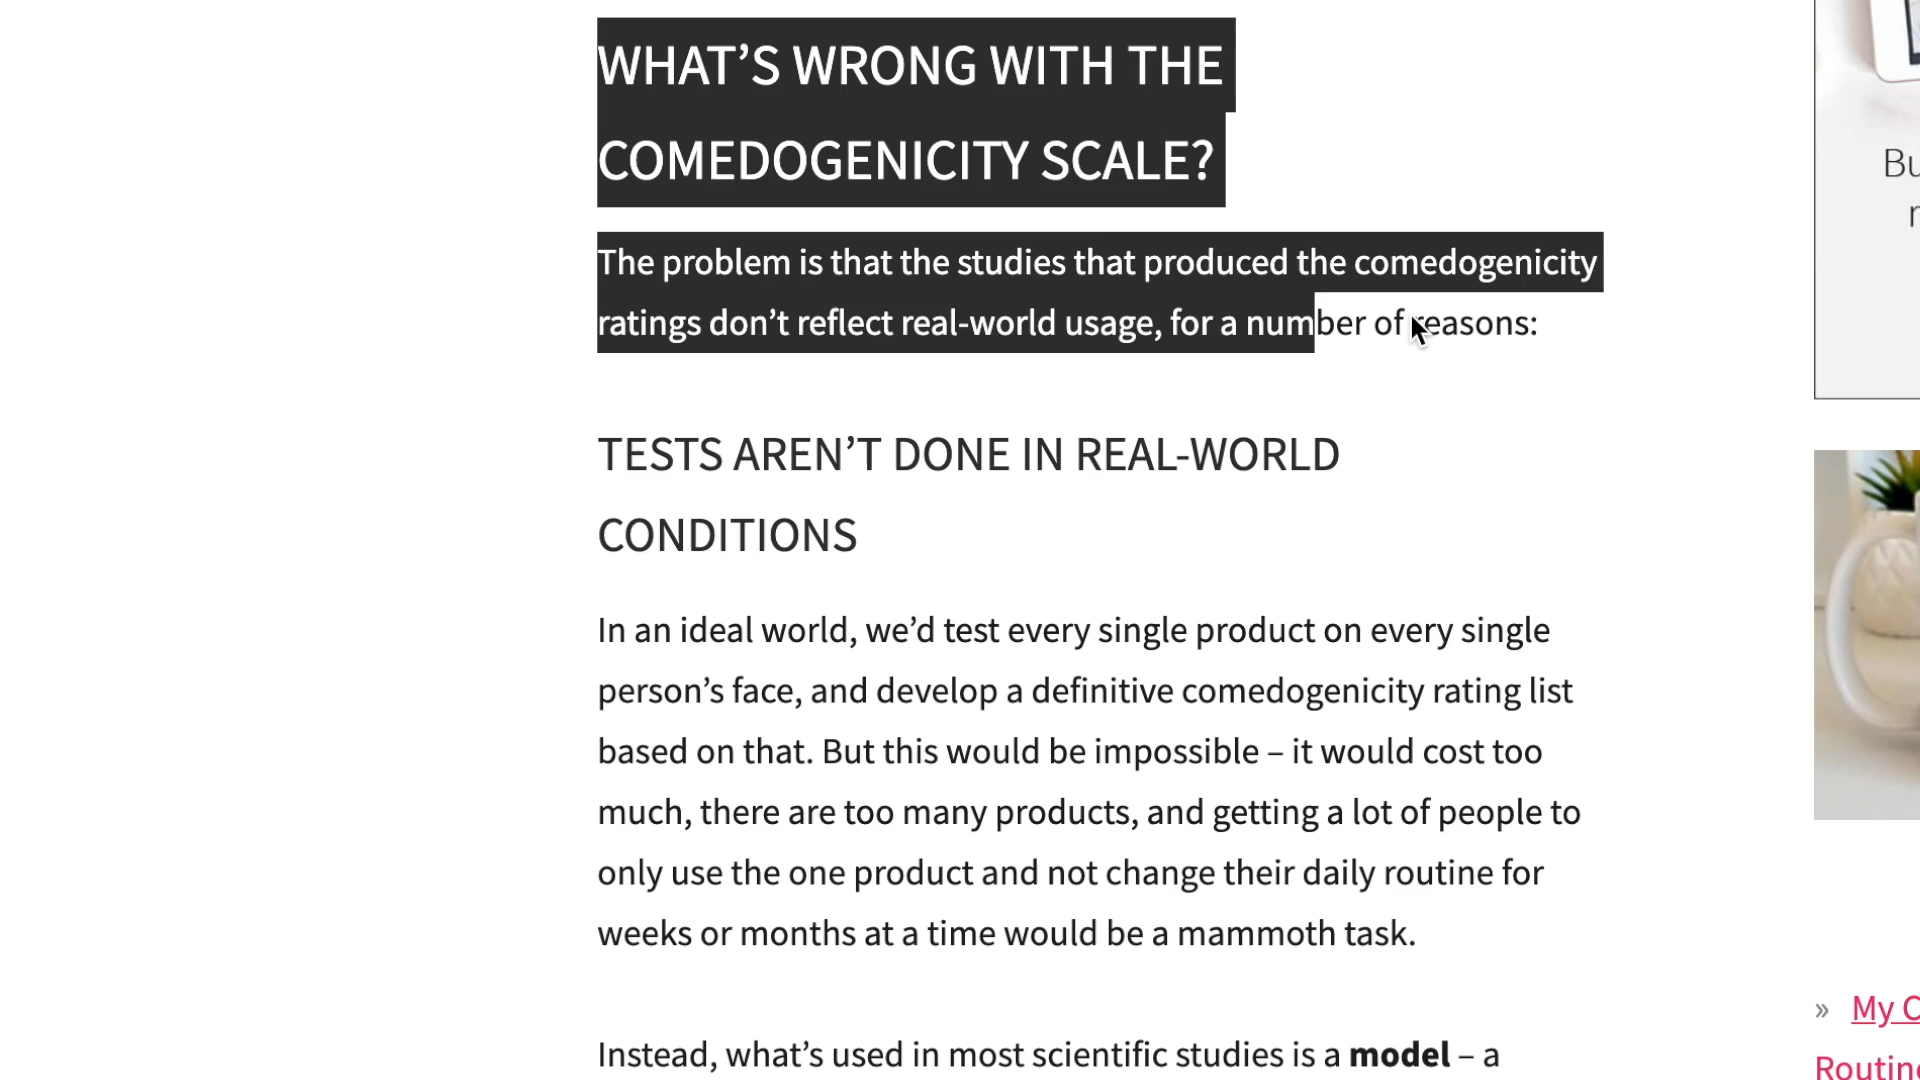 WHAT’S WRONG WITH THE
COMEDOGENICITY SCALE?
The problem is that the studies that produced the comedogenicity
ratings don’t reflect real-world usage, for a number of reasons:
TESTS AREN’T DONE IN REAL-WORLD
CONDITIONS
In an ideal world, we’d test every single product on every single
person’s face, and develop a definitive comedogenicity rating list
based on that. But this would be impossible – it would cost too
much, there are too many products, and getting a lot of people to
only use the one product and not change their daily routine for
weeks or months at a time would be a mammoth task.
Instead, what’s used in most scientific studies is a model – a
» My